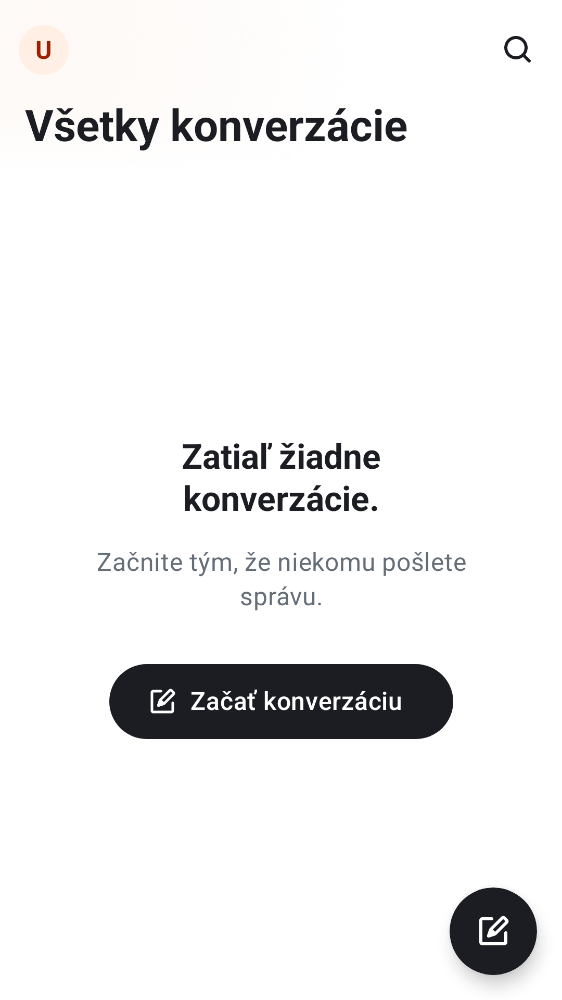 U
Všetky konverzácie
Zatiaľ žiadne
konverzácie.
Začnite tým, že niekomu pošlete
správu.
Začať konverzáciu